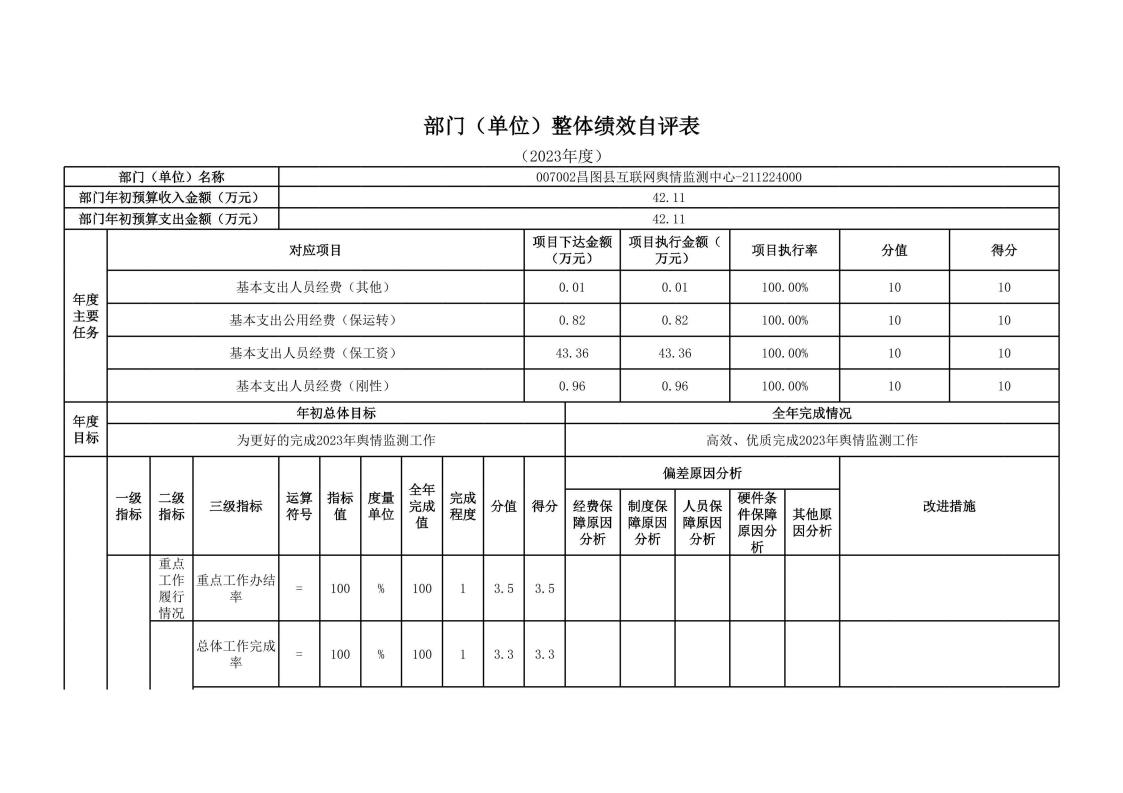 部门（单位）整体绩效自评表
（2023年度）
部门（单位）名称 007002昌图县互联网舆情监测中心-211224000
部门年初预算收入金额（万元） 42.11
部门年初预算支出金额（万元） 42.11
年度主要任务 对应项目 项目下达金额（万元） 项目执行金额（万元） 项目执行率 分值 得分
基本支出人员经费（其他） 0.01 0.01 100.00% 10 10
基本支出公用经费（保运转） 0.82 0.82 100.00% 10 10
基本支出人员经费（保工资） 43.36 43.36 100.00% 10 10
基本支出人员经费（刚性） 0.96 0.96 100.00% 10 10
年度目标 年初总体目标 全年完成情况
为更好的完成2023年舆情监测工作 高效、优质完成2023年舆情监测工作
一级指标 二级指标 三级指标 运算符号 指标值 度量单位 全年完成值 完成程度 分值 得分 偏差原因分析 改进措施
经费保障原因分析 制度保障原因分析 人员保障原因分析 硬件条件保障原因分析 其他原因分析
重点工作履行情况 重点工作办结率 = 100 % 100 1 3.5 3.5
总体工作完成率 = 100 % 100 1 3.3 3.3